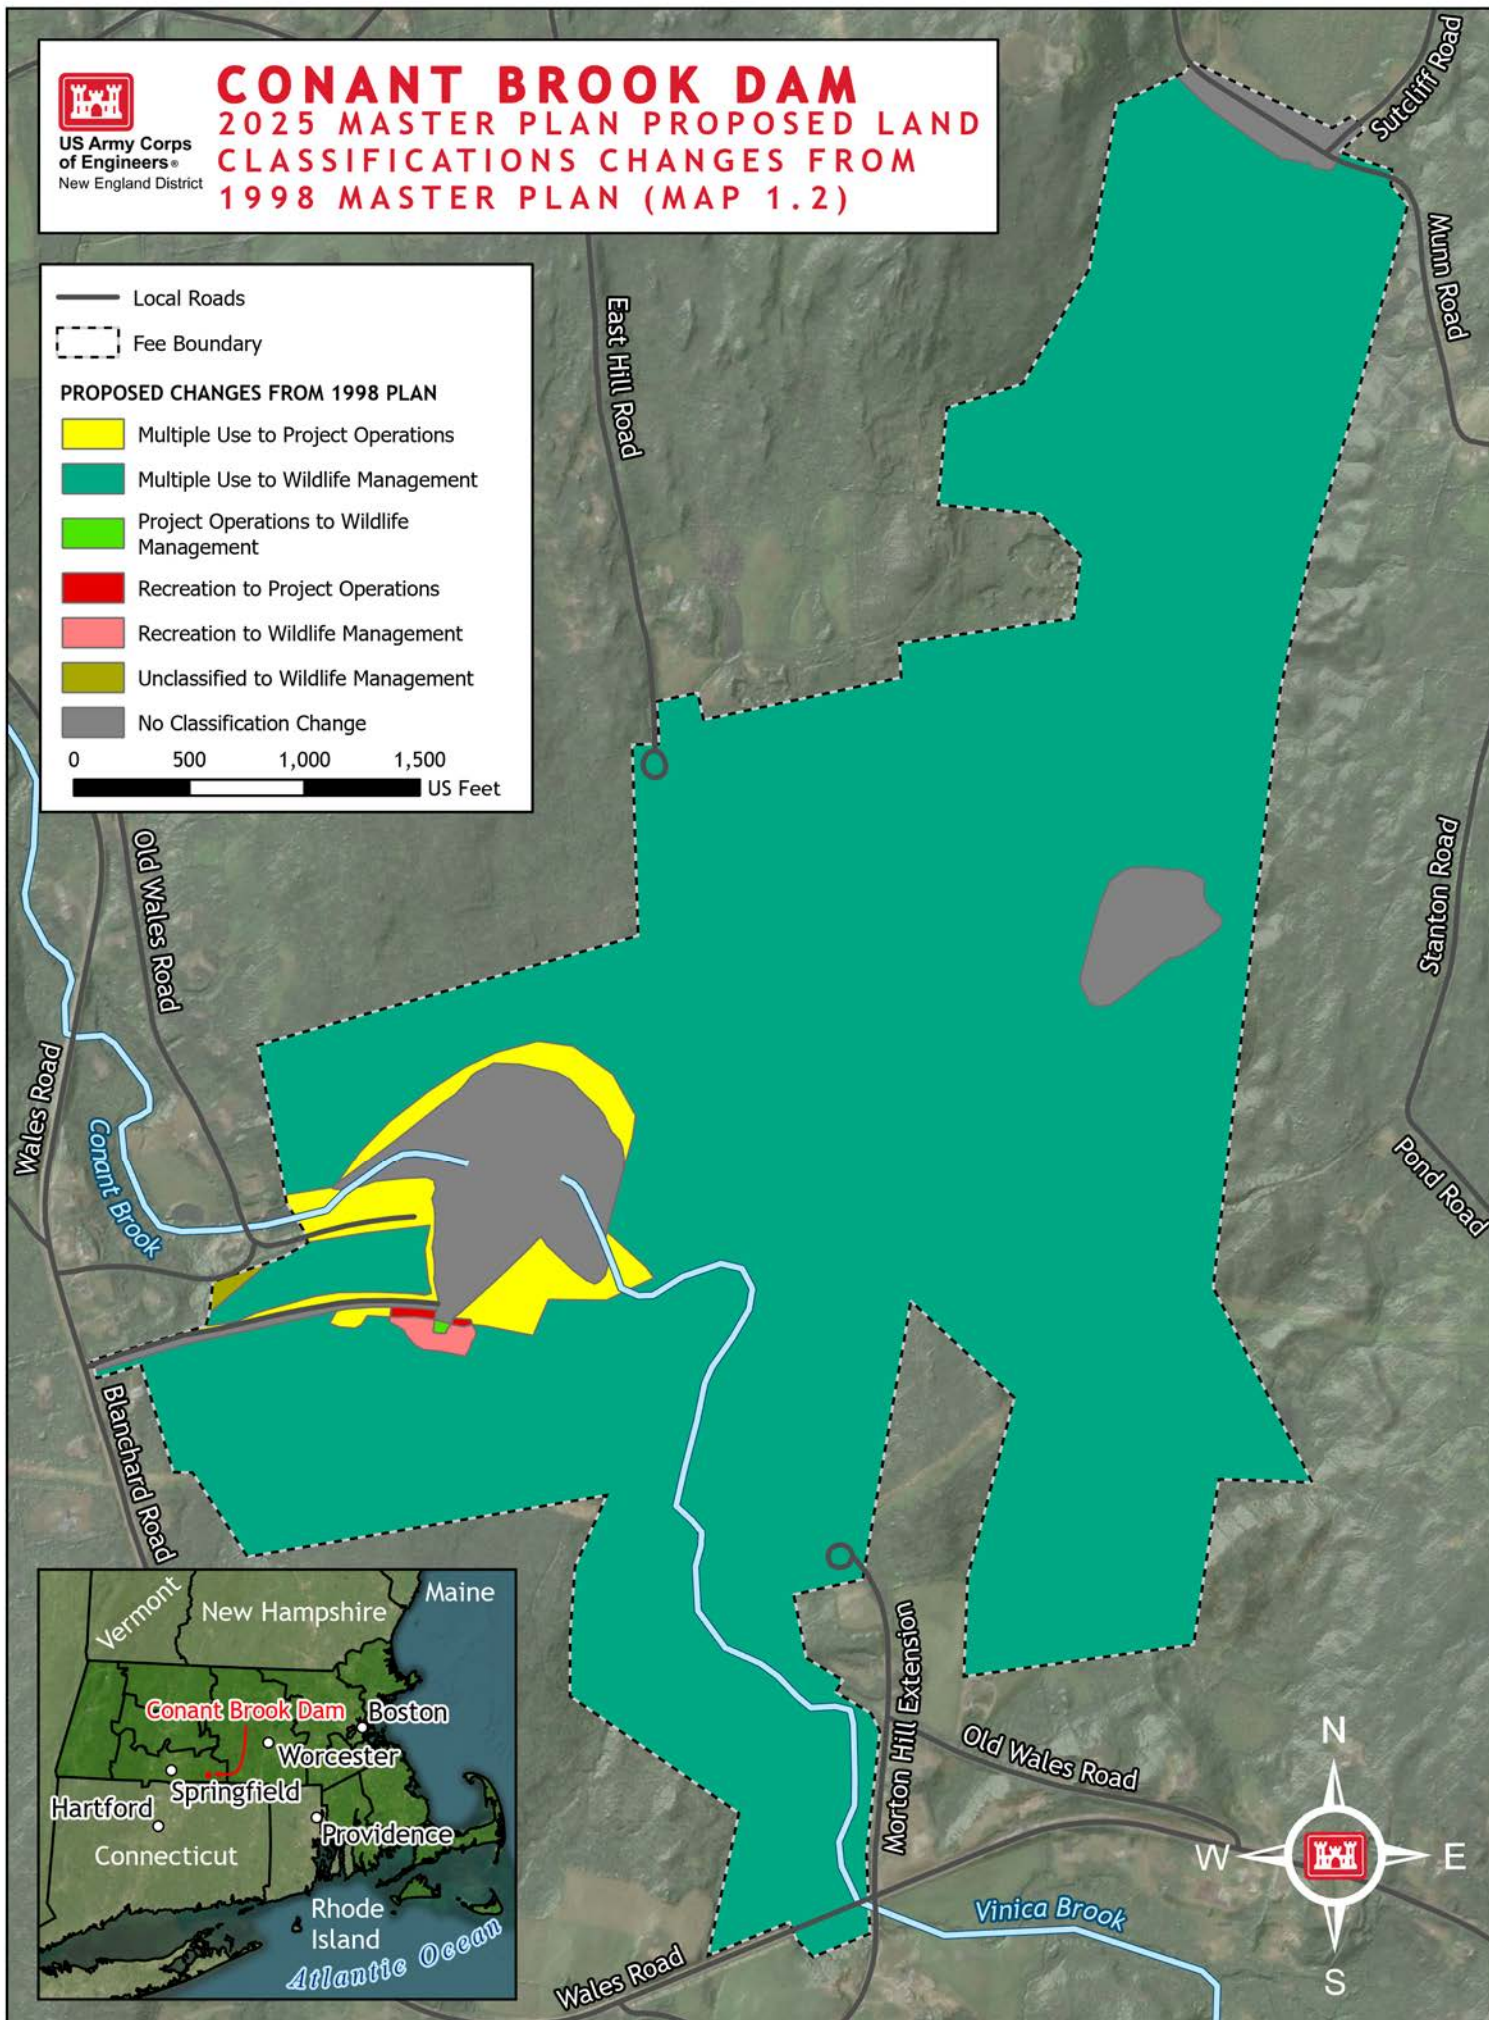 CONANT BROOK DAM
2025 MASTER PLAN PROPOSED LAND
CLASSIFICATIONS CHANGES FROM
1998 MASTER PLAN (MAP 1.2)
US Army Corps
of Engineers®
New England District
Local Roads
Fee Boundary
PROPOSED CHANGES FROM 1998 PLAN
Multiple Use to Project Operations
Multiple Use to Wildlife Management
Project Operations to Wildlife
Management
Recreation to Project Operations
Recreation to Wildlife Management
Unclassified to Wildlife Management
No Classification Change
0 500 1,000 1,500
US Feet
Sutcliff Road
Munn Road
East Hill Road
Old Wales Road
Stanton Road
Wales Road
Conant Brook
Pond Road
Blanchard Road
Morton Hill Extension
Old Wales Road
Vinica Brook
Wales Road
N
W
E
S
Vermont
New Hampshire
Maine
Conant Brook Dam
Boston
Worcester
Springfield
Hartford
Providence
Connecticut
Rhode
Island
Atlantic Ocean